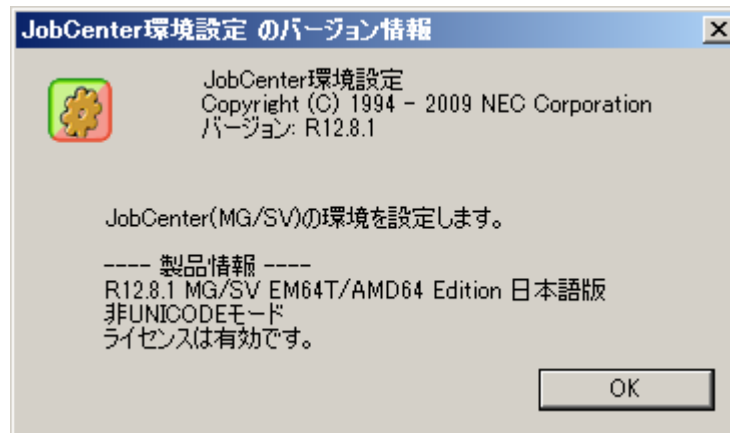 JobCenter環境設定 のバージョン情報
JobCenter環境設定
Copyright (C) 1994 - 2009 NEC Corporation
バージョン: R12.8.1
JobCenter(MG/SV)の環境を設定します。
---- 製品情報 ----
R12.8.1 MG/SV EM64T/AMD64 Edition 日本語版
非UNICODEモード
ライセンスは有効です。
OK